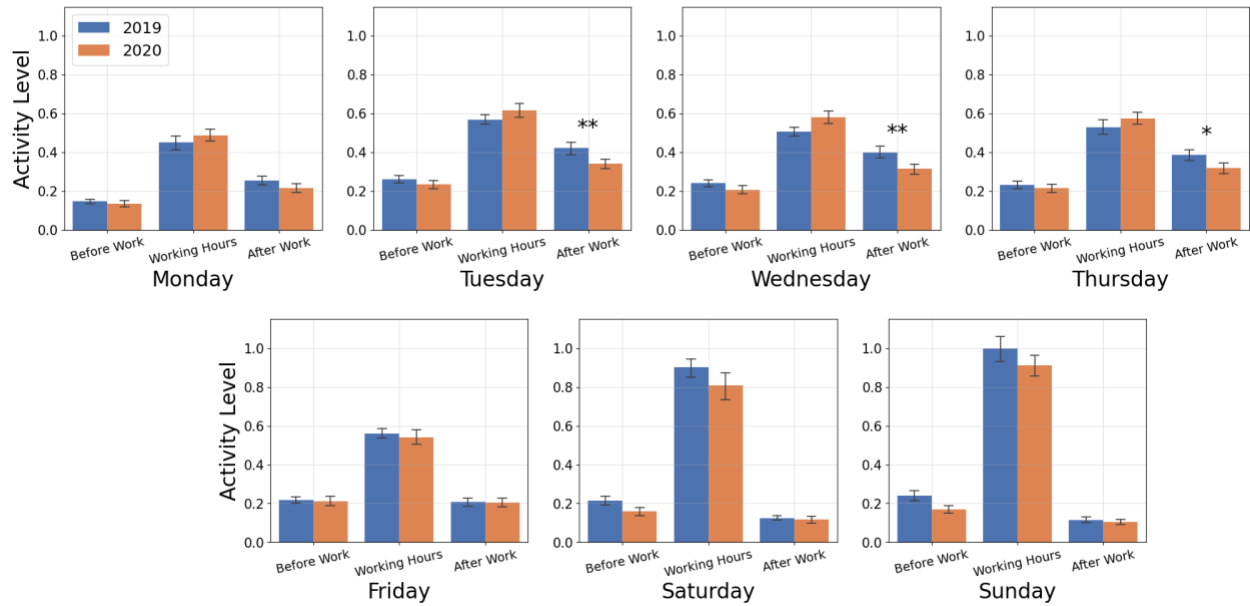 Activity Level
1.0
0.8
0.6
0.4
0.2
0.0
2019
2020
Before Work
Working Hours
After Work
Monday
1.0
0.8
0.6
0.4
0.2
0.0
**
Before Work
Working Hours
After Work
Tuesday
1.0
0.8
0.6
0.4
0.2
0.0
**
Before Work
Working Hours
After Work
Wednesday
1.0
0.8
0.6
0.4
0.2
0.0
*
Before Work
Working Hours
After Work
Thursday
Activity Level
1.0
0.8
0.6
0.4
0.2
0.0
Before Work
Working Hours
After Work
Friday
1.0
0.8
0.6
0.4
0.2
0.0
Before Work
Working Hours
After Work
Saturday
1.0
0.8
0.6
0.4
0.2
0.0
Before Work
Working Hours
After Work
Sunday